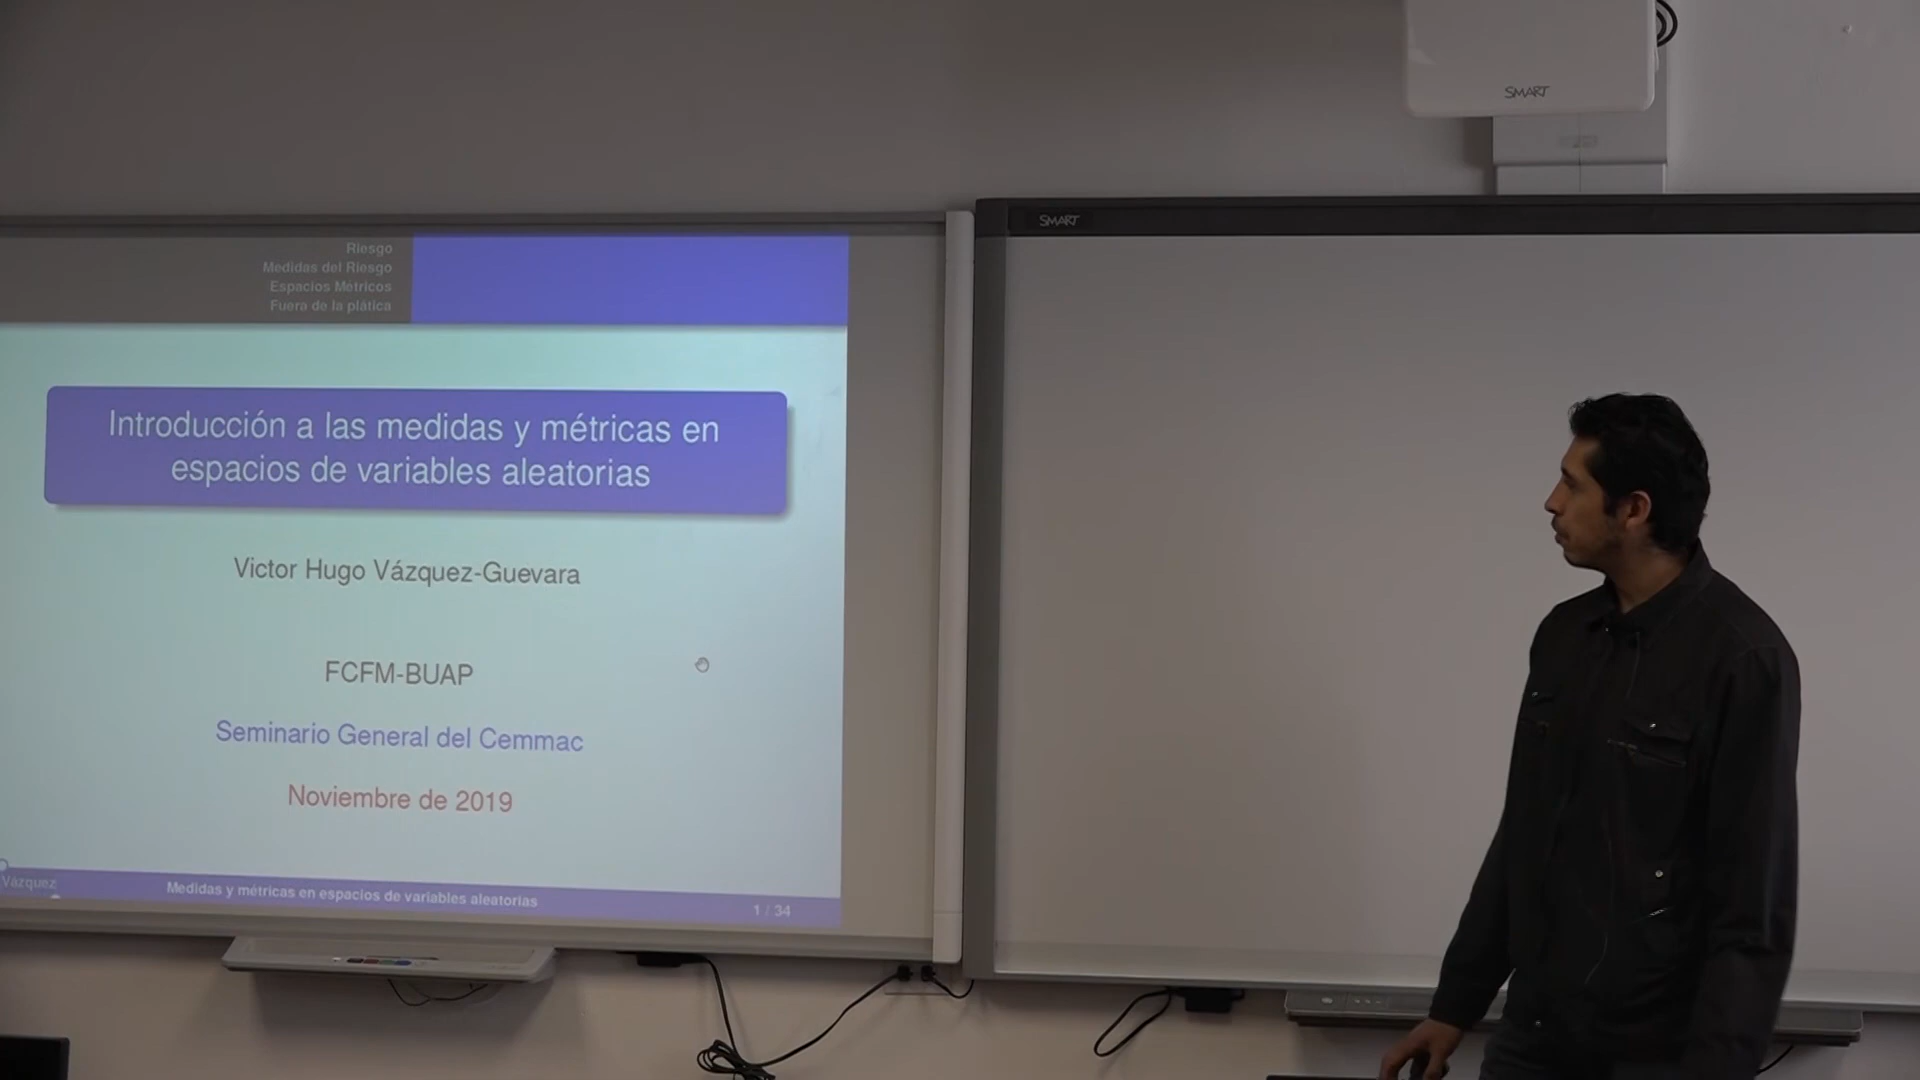 SMART
SMART
Riesgo
Medidas del Riesgo
Espacios Métricos
Fuera de la plática
Introducción a las medidas y métricas en
espacios de variables aleatorias
Victor Hugo Vázquez-Guevara
FCFM-BUAP
Seminario General del Cemmac
Noviembre de 2019
Vázquez
Medidas y métricas en espacios de variables aleatorias
1 / 34